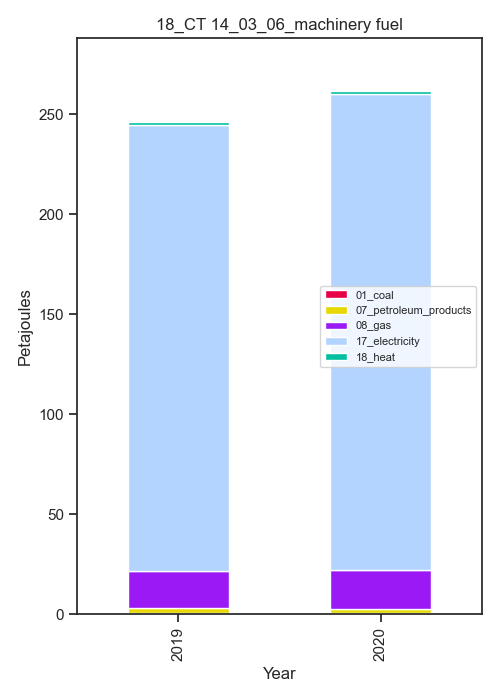 18_CT 14_03_06_machinery fuel
Petajoules
250
200
150
100
50
0
01_coal
07_petroleum_products
08_gas
17_electricity
18_heat
2019
2020
Year